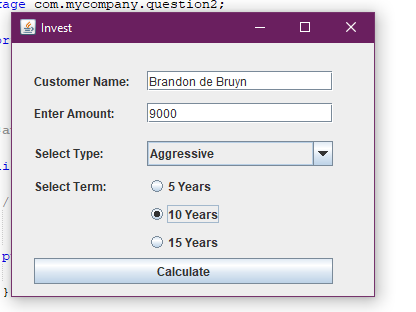 age com.mycompany.question2;
Invest
Customer Name: Brandon de Bruyn
Enter Amount: 9000
Select Type: Aggressive
Select Term: 5 Years
10 Years
15 Years
Calculate